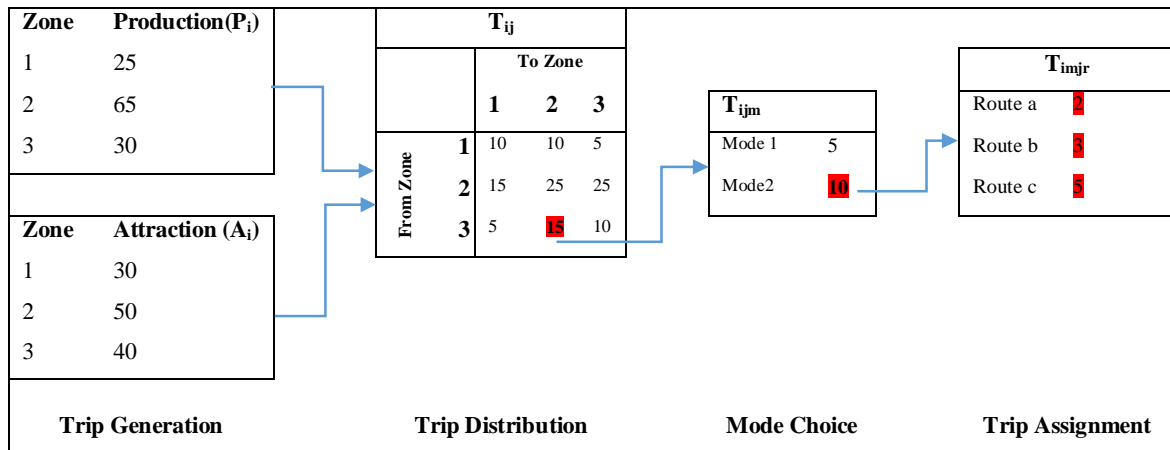 Zone Production(Pi)
1 25
2 65
3 30
Zone Attraction (Ai)
1 30
2 50
3 40
Trip Generation
Tij
To Zone
1 2 3
From Zone
1 10 10 5
2 15 25 25
3 5 15 10
Trip Distribution
Tijm
Mode 1 5
Mode2 10
Mode Choice
Timjr
Route a 2
Route b 3
Route c 5
Trip Assignment